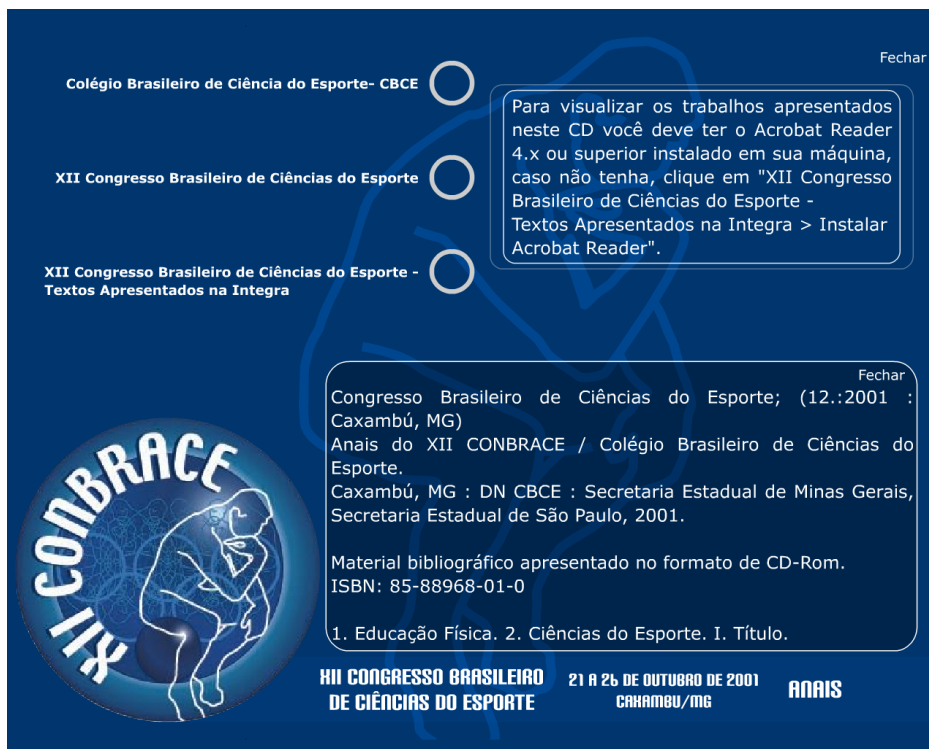 Fechar
Colégio Brasileiro de Ciência do Esporte- CBCE
XII Congresso Brasileiro de Ciências do Esporte
XII Congresso Brasileiro de Ciências do Esporte -
Textos Apresentados na Integra
Para visualizar os trabalhos apresentados
neste CD você deve ter o Acrobat Reader
4.x ou superior instalado em sua máquina,
caso não tenha, clique em "XII Congresso
Brasileiro de Ciências do Esporte -
Textos Apresentados na Integra > Instalar
Acrobat Reader".
Fechar
Congresso Brasileiro de Ciências do Esporte; (12.:2001 :
Caxambú, MG)
Anais do XII CONBRACE / Colégio Brasileiro de Ciências do
Esporte.
Caxambú, MG : DN CBCE : Secretaria Estadual de Minas Gerais,
Secretaria Estadual de São Paulo, 2001.
Material bibliográfico apresentado no formato de CD-Rom.
ISBN: 85-88968-01-0
1. Educação Física. 2. Ciências do Esporte. I. Título.
XII CONBRACE
XII CONGRESSO BRASILEIRO
DE CIÊNCIAS DO ESPORTE
21 A 26 DE OUTUBRO DE 2001
CAXAMBU/MG
ANAIS